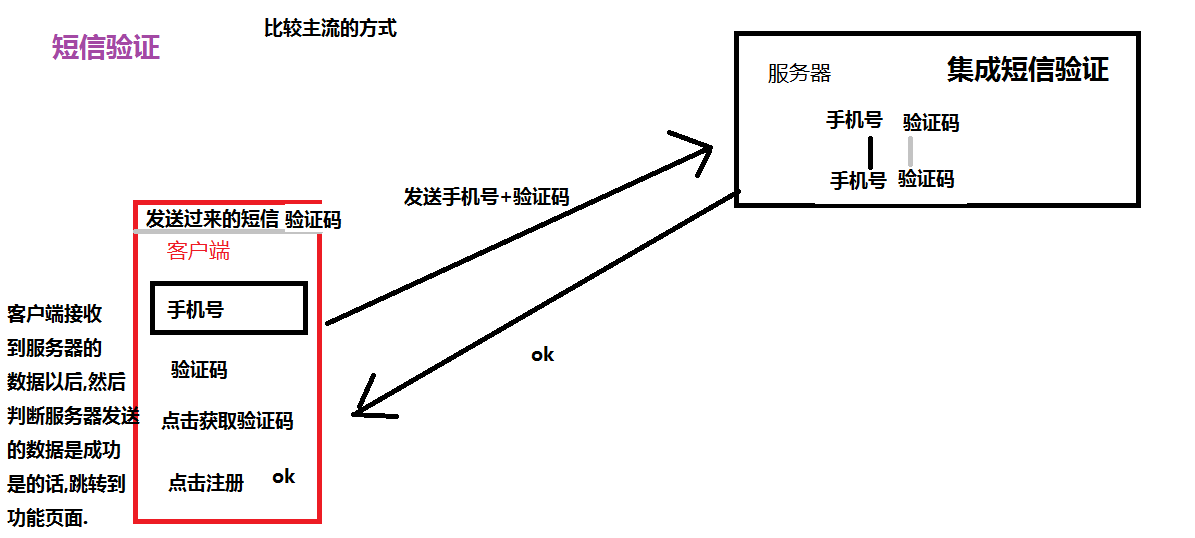 短信验证
比较主流的方式
服务器
集成短信验证
手机号
验证码
手机号
验证码
发送手机号+验证码
发送过来的短信
验证码
客户端
手机号
验证码
点击获取验证码
点击注册
ok
ok
客户端接收
到服务器的
数据以后,然后
判断服务器发送
的数据是成功
是的话,跳转到
功能页面.